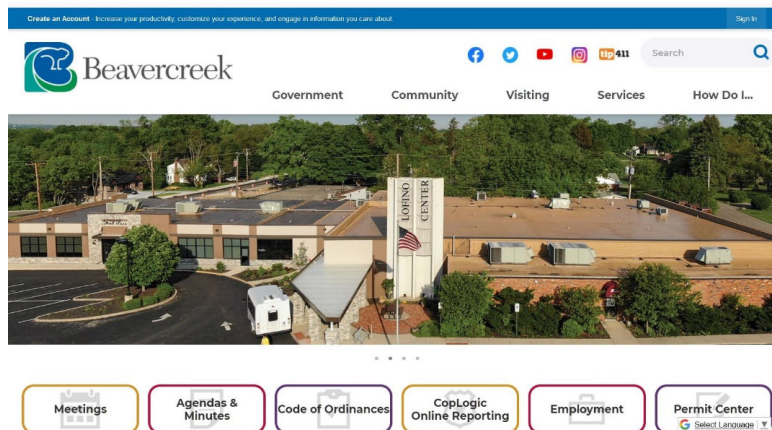 Create an Account - Increase your productivity, customize your experience, and engage in information you care about.
Sign In
Beavercreek
tip411
Search
Government
Community
Visiting
Services
How Do I...
LOFINO
CENTER
Meetings
Agendas &
Minutes
Code of Ordinances
CopLogic
Online Reporting
Employment
Permit Center
G Select Language ▼